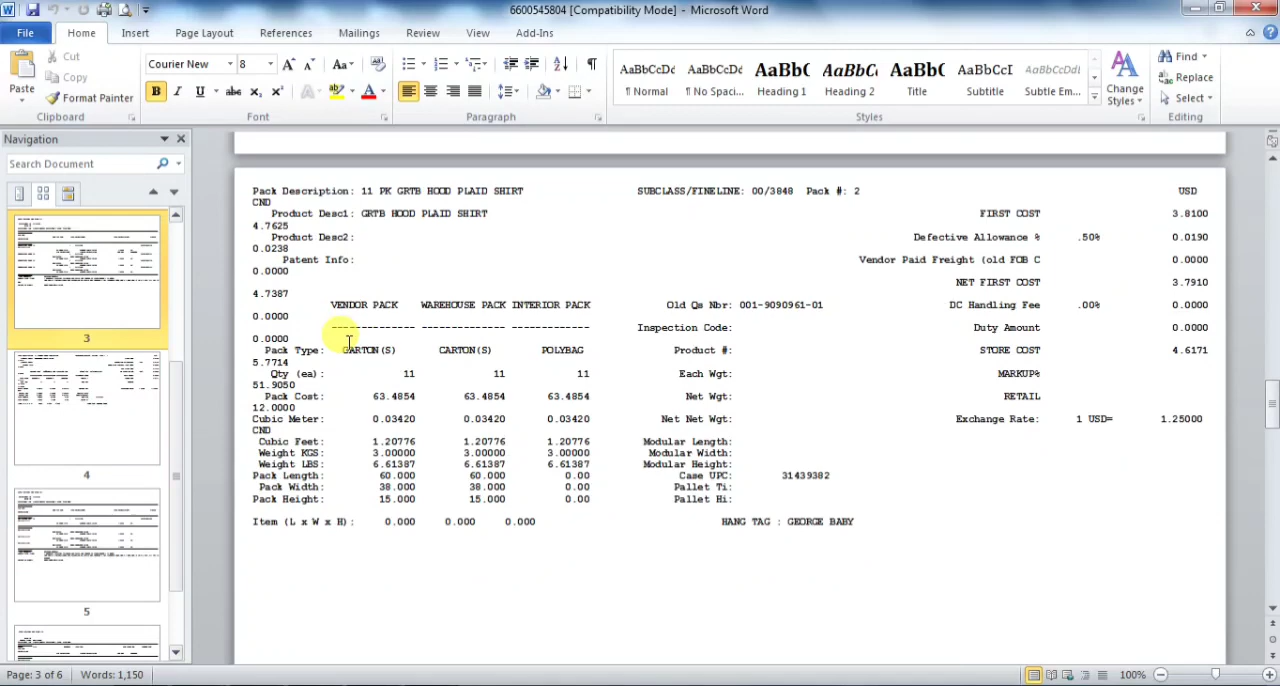 6600545804 [Compatibility Mode] - Microsoft Word
File Home Insert Page Layout References Mailings Review View Add-Ins
Paste
Cut
Copy
Format Painter
Clipboard
Courier New 8
Font
Paragraph
AaBbCcDc AaBbCcDc AaBbC AaBbC AaBbC AaBbCcI AaBbCcDd
¶ Normal ¶ No Spaci... Heading 1 Heading 2 Title Subtitle Subtle Em...
Change Styles
Styles
Find
Replace
Select
Editing
Navigation
Search Document
3
4
5
Pack Description: 11 PK GRTB HOOD PLAID SHIRT SUBCLASS/FINELINE: 00/3848 Pack #: 2 USD
CND
Product Desc1: GRTB HOOD PLAID SHIRT FIRST COST 3.8100
4.7625
Product Desc2: Defective Allowance % .50% 0.0190
0.0238
Patent Info: Vendor Paid Freight (old FOB C 0.0000
0.0000
NET FIRST COST 3.7910
4.7387
VENDOR PACK WAREHOUSE PACK INTERIOR PACK Old Qs Nbr: 001-9090961-01 DC Handling Fee .00% 0.0000
0.0000
-------------- ------------- ------------- Inspection Code: Duty Amount 0.0000
0.0000
Pack Type: CARTON(S) CARTON(S) POLYBAG Product #: STORE COST 4.6171
5.7714
Qty (ea): 11 11 11 Each Wgt: MARKUP%
51.9050
Pack Cost: 63.4854 63.4854 63.4854 Net Wgt: RETAIL
12.0000
Cubic Meter: 0.03420 0.03420 0.03420 Net Net Wgt: Exchange Rate: 1 USD= 1.25000
CND
Cubic Feet: 1.20776 1.20776 1.20776 Modular Length:
Weight KGS: 3.00000 3.00000 3.00000 Modular Width:
Weight LBS: 6.61387 6.61387 6.61387 Modular Height:
Pack Length: 60.000 60.000 0.00 Case UPC: 31439382
Pack Width: 38.000 38.000 0.00 Pallet Ti:
Pack Height: 15.000 15.000 0.00 Pallet Hi:
Item (L x W x H): 0.000 0.000 0.000 HANG TAG : GEORGE BABY
Page: 3 of 6 Words: 1,150 100%